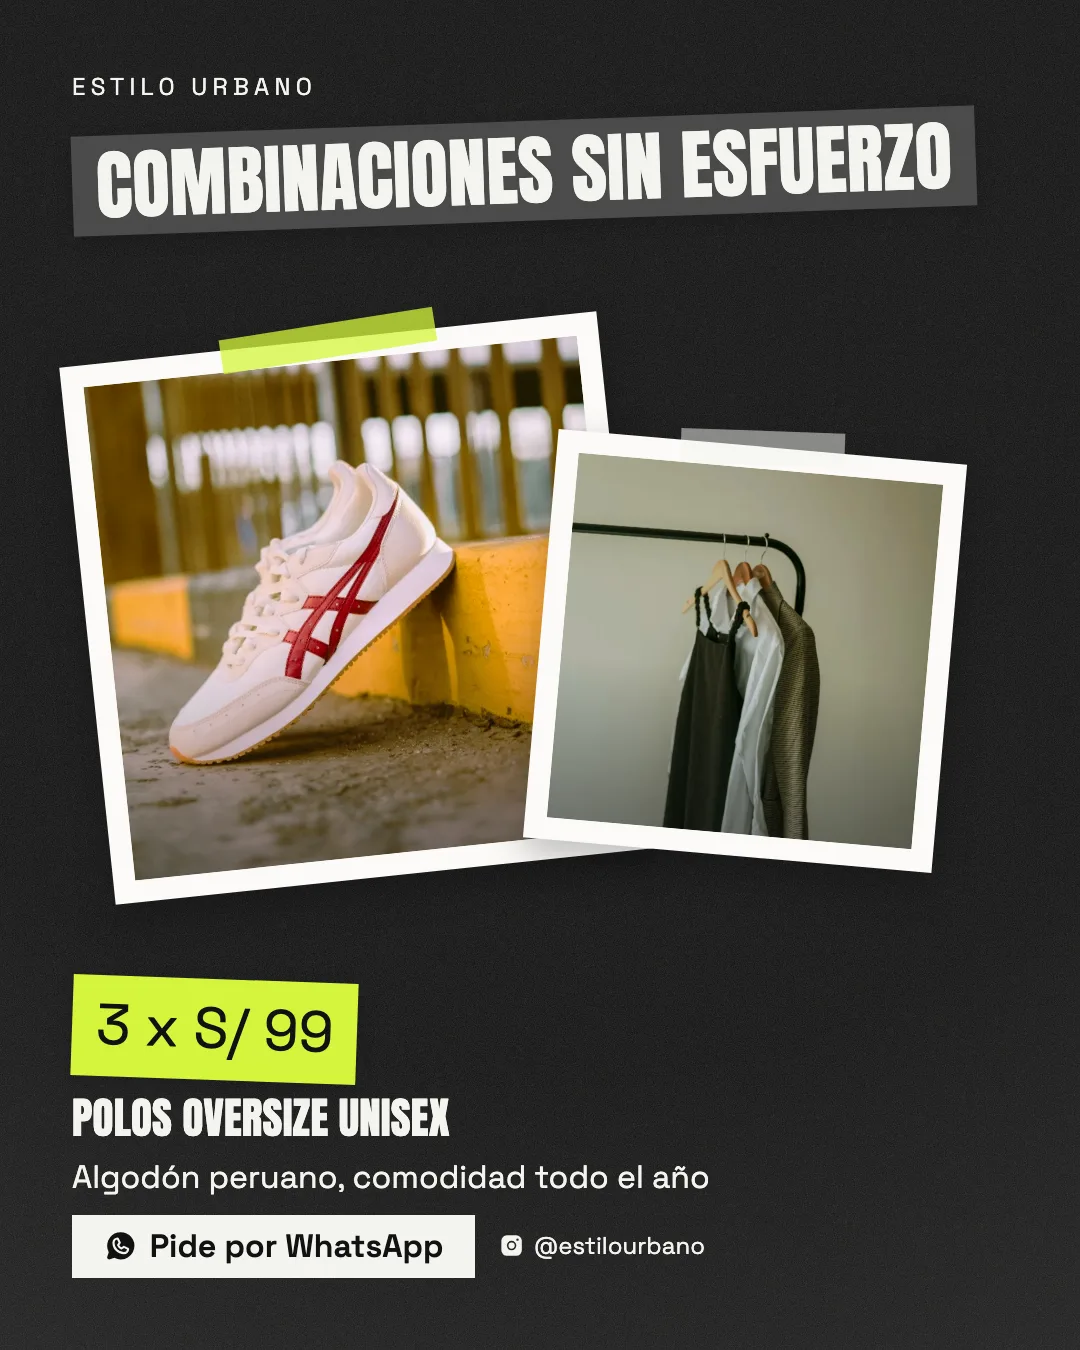 ESTILO URBANO
COMBINACIONES SIN ESFUERZO
3 x S/ 99
POLOS OVERSIZE UNISEX
Algodón peruano, comodidad todo el año
Pide por WhatsApp
@estilourbano